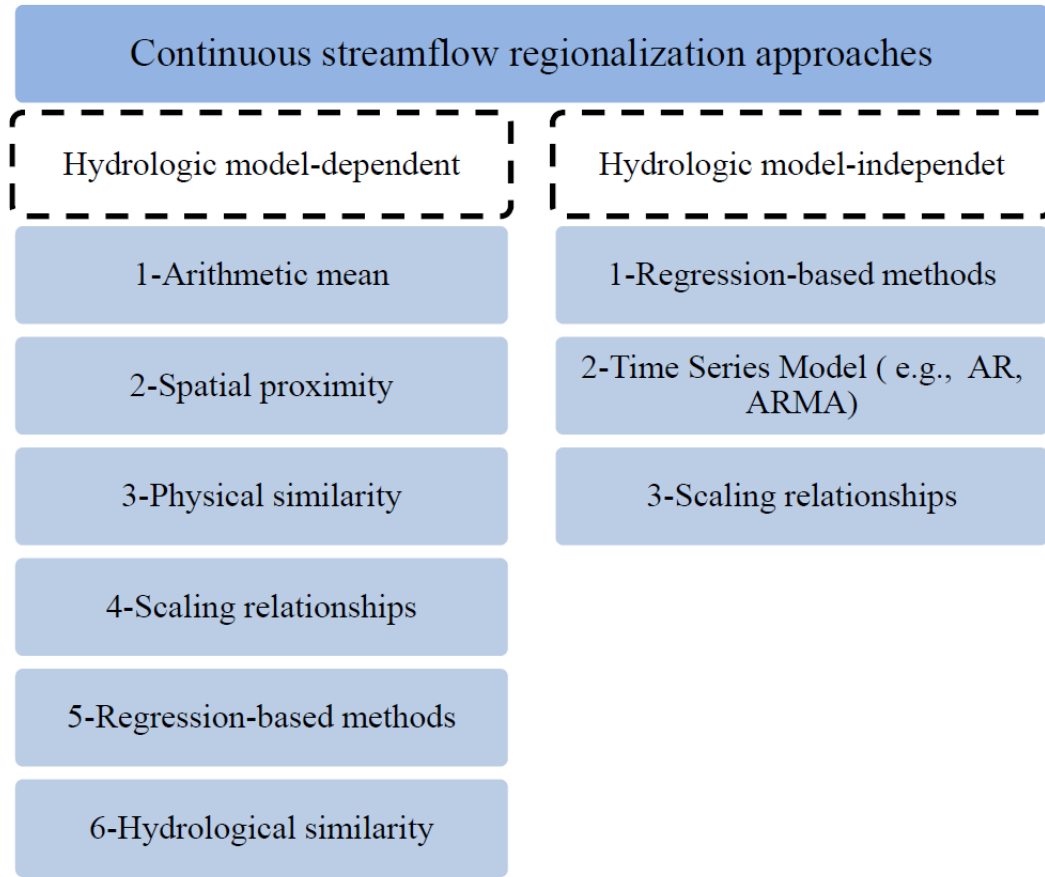 Continuous streamflow regionalization approaches
Hydrologic model-dependent
1-Arithmetic mean
2-Spatial proximity
3-Physical similarity
4-Scaling relationships
5-Regression-based methods
6-Hydrological similarity
Hydrologic model-independet
1-Regression-based methods
2-Time Series Model ( e.g., AR,
ARMA)
3-Scaling relationships